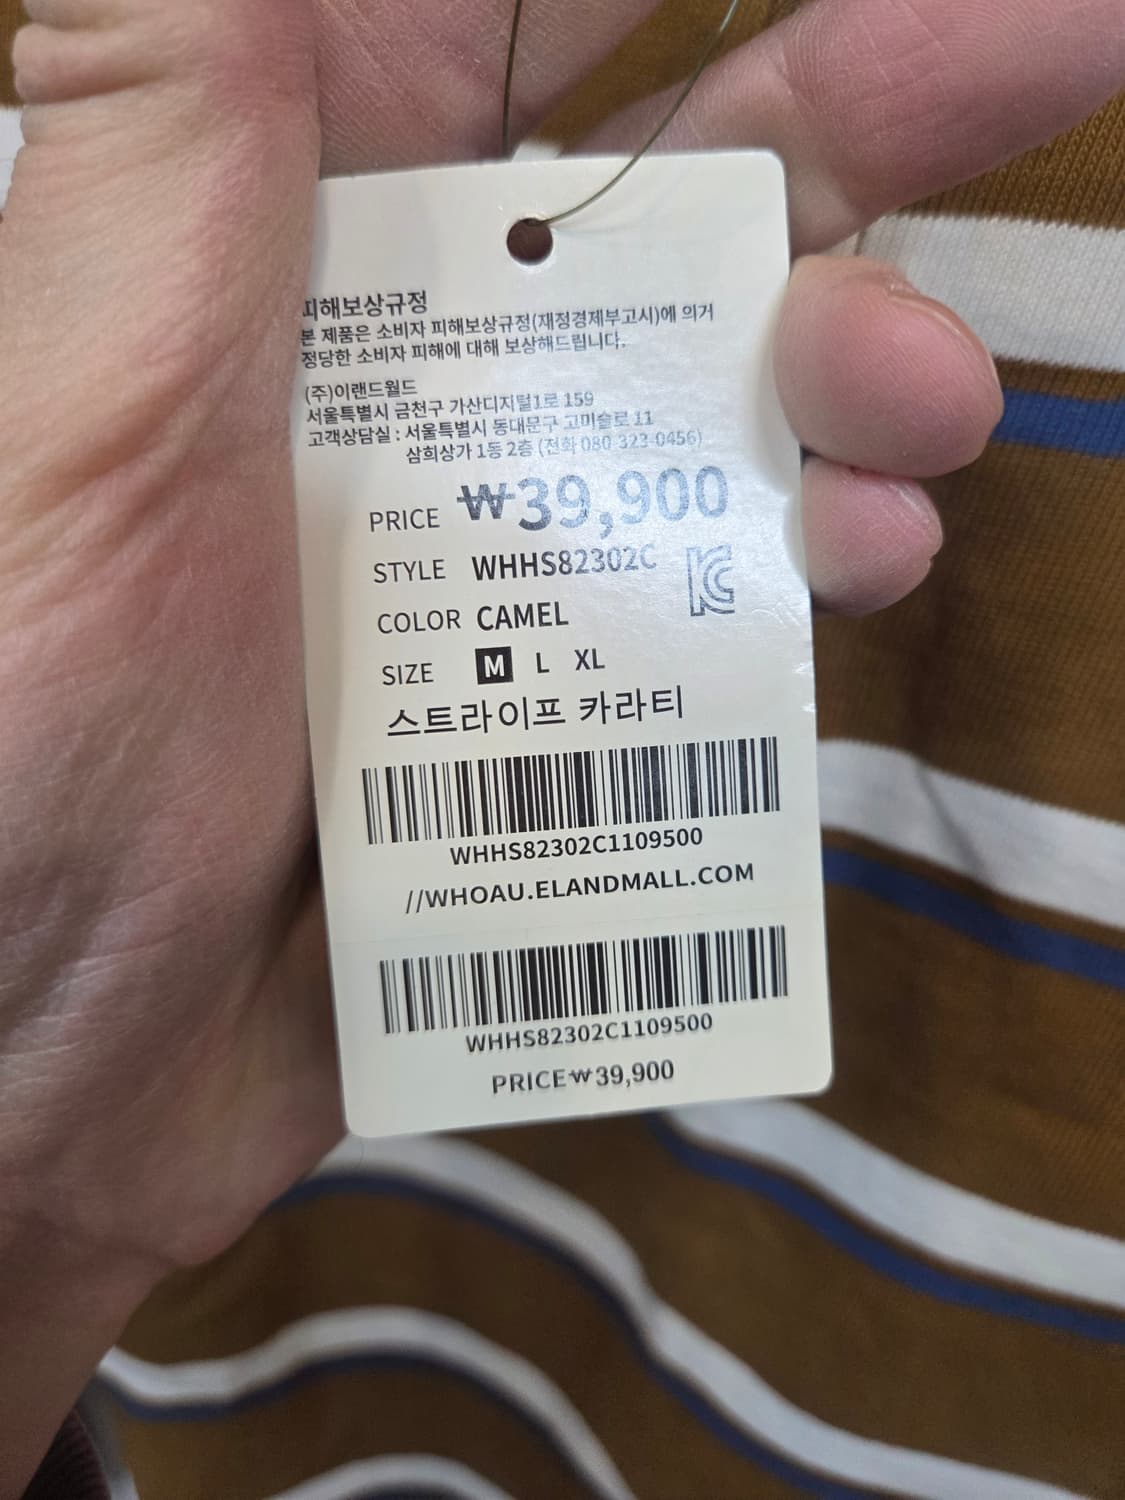 피해보상규정
본 제품은 소비자 피해보상규정(재정경제부고시)에 의거
정당한 소비자 피해에 대해 보상해드립니다.
(주)이랜드월드
서울특별시 금천구 가산디지털1로 159
고객상담실 : 서울특별시 동대문구 고미술로 11
삼희상가 1동 2층 (전화 080-323-0456)
PRICE ₩39,900
STYLE WHHS82302C
COLOR CAMEL
SIZE M L XL
스트라이프 카라티
WHHS82302C1109500
//WHOAU.ELANDMALL.COM
WHHS82302C1109500
PRICE₩39,900